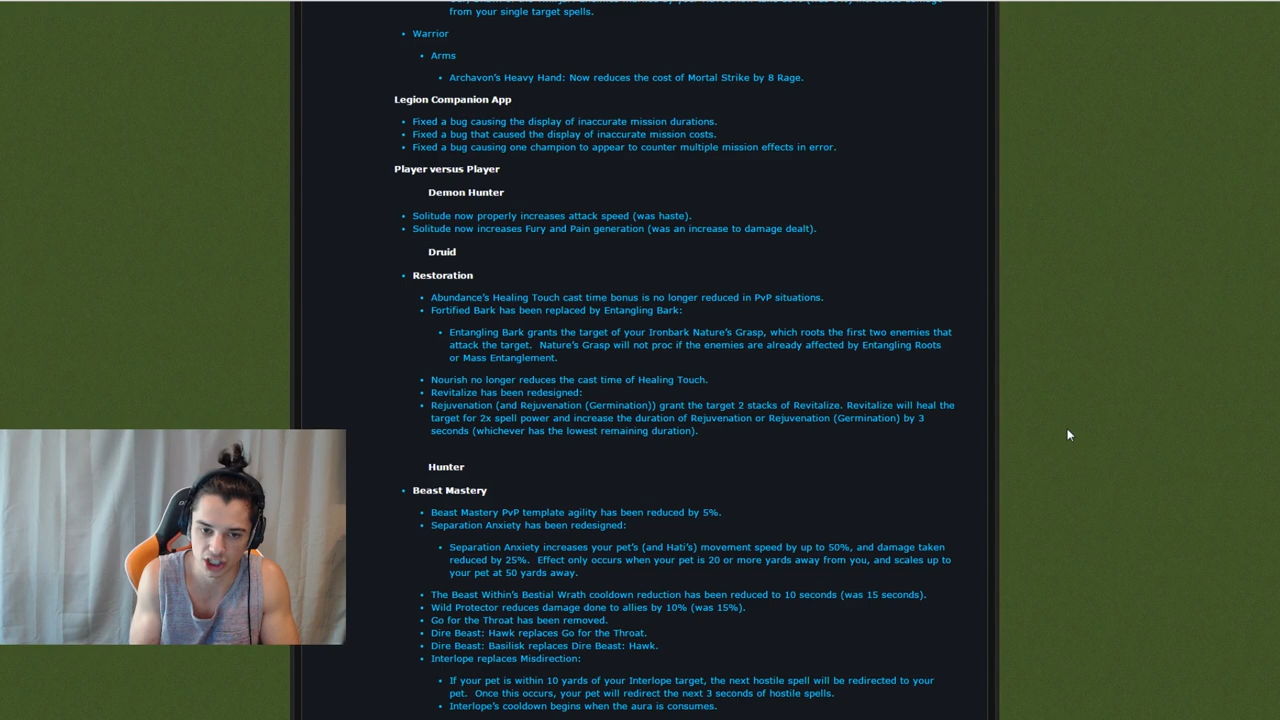 from your single target spells.
Warrior
Arms
Archavon's Heavy Hand: Now reduces the cost of Mortal Strike by 8 Rage.
Legion Companion App
Fixed a bug causing the display of inaccurate mission durations.
Fixed a bug that caused the display of inaccurate mission costs.
Fixed a bug causing one champion to appear to counter multiple mission effects in error.
Player versus Player
Demon Hunter
Solitude now properly increases attack speed (was haste).
Solitude now increases Fury and Pain generation (was an increase to damage dealt).
Druid
Restoration
Abundance's Healing Touch cast time bonus is no longer reduced in PvP situations.
Fortified Bark has been replaced by Entangling Bark:
Entangling Bark grants the target of your Ironbark Nature's Grasp, which roots the first two enemies that
attack the target. Nature's Grasp will not proc if the enemies are already affected by Entangling Roots
or Mass Entanglement.
Nourish no longer reduces the cast time of Healing Touch.
Revitalize has been redesigned:
Rejuvenation (and Rejuvenation (Germination)) grant the target 2 stacks of Revitalize. Revitalize will heal the
target for 2x spell power and increase the duration of Rejuvenation or Rejuvenation (Germination) by 3
seconds (whichever has the lowest remaining duration).
Hunter
Beast Mastery
Beast Mastery PvP template agility has been reduced by 5%.
Separation Anxiety has been redesigned:
Separation Anxiety increases your pet's (and Hati's) movement speed by up to 50%, and damage taken
reduced by 25%. Effect only occurs when your pet is 20 or more yards away from you, and scales up to
your pet at 50 yards away.
The Beast Within's Bestial Wrath cooldown reduction has been reduced to 10 seconds (was 15 seconds).
Wild Protector reduces damage done to allies by 10% (was 15%).
Go for the Throat has been removed.
Dire Beast: Hawk replaces Go for the Throat.
Dire Beast: Basilisk replaces Dire Beast: Hawk.
Interlope replaces Misdirection:
If your pet is within 10 yards of your Interlope target, the next hostile spell will be redirected to your
pet. Once this occurs, your pet will redirect the next 3 seconds of hostile spells.
Interlope's cooldown begins when the aura is consumes.